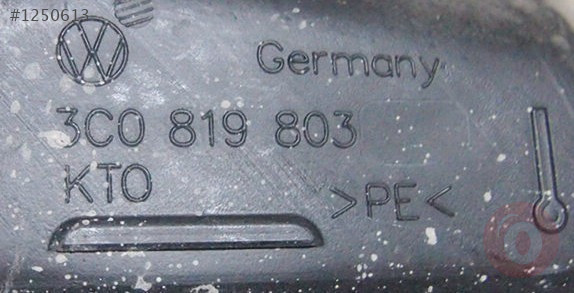 #1250613
Germany
3C0 819 803
KTO
>PE<